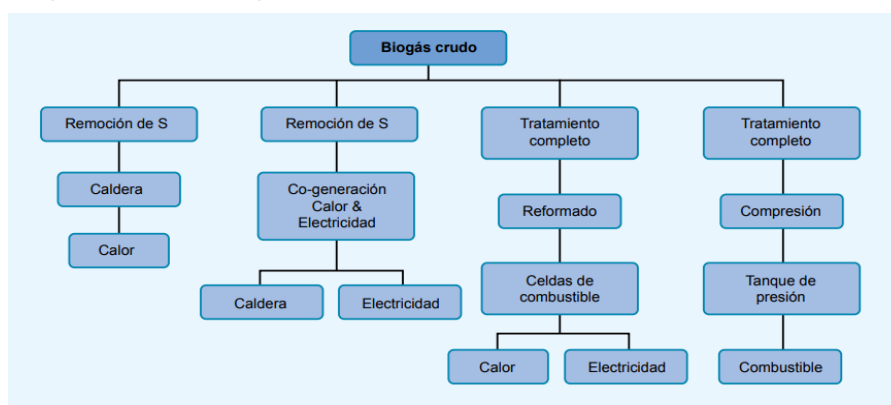 Biogás crudo
Remoción de S
Caldera
Calor
Remoción de S
Co-generación
Calor &
Electricidad
Caldera
Electricidad
Tratamiento
completo
Reformado
Celdas de
combustible
Calor
Electricidad
Tratamiento
completo
Compresión
Tanque de
presión
Combustible